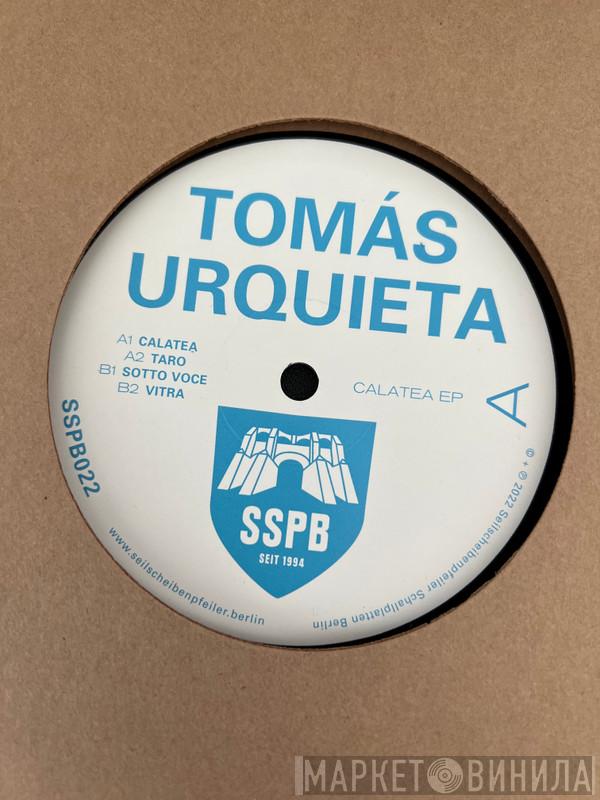 TOMÁS
URQUIETA
A1 CALATEA
A2 TARO
B1 SOTTO VOCE
B2 VITRA
CALATEA EP
A
SSPB022
SSPB
SEIT 1994
www.seilscheibenpfeiler.berlin
© + ℗ 2022 Seilscheibenpfeiler Schallplatten Berlin
МАРКЕТ ВИНИЛА